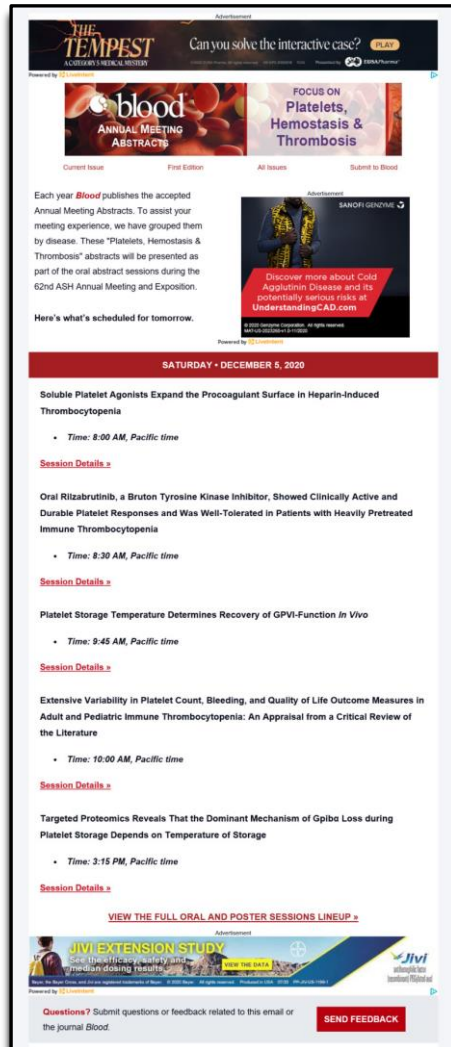 Advertisement
THE
TEMPEST
A CATEGORY 5 MEDICAL MYSTERY
Can you solve the interactive case?
PLAY
Presented by
Powered by LiveIntent
blood
ANNUAL MEETING
ABSTRACTS
FOCUS ON
Platelets,
Hemostasis &
Thrombosis
Current Issue First Edition All Issues Submit to Blood
Each year Blood publishes the accepted
Annual Meeting Abstracts. To assist your
meeting experience, we have grouped them
by disease. These "Platelets, Hemostasis &
Thrombosis" abstracts will be presented as
part of the oral abstract sessions during the
62nd ASH Annual Meeting and Exposition.
Here's what's scheduled for tomorrow.
Advertisement
SANOFI GENZYME
Discover more about Cold
Agglutinin Disease and its
potentially serious risks at
UnderstandingCAD.com
© 2020 Genzyme Corporation. All rights reserved.
Powered by LiveIntent
SATURDAY • DECEMBER 5, 2020
Soluble Platelet Agonists Expand the Procoagulant Surface in Heparin-Induced
Thrombocytopenia
• Time: 8:00 AM, Pacific time
Session Details »
Oral Rilzabrutinib, a Bruton Tyrosine Kinase Inhibitor, Showed Clinically Active and
Durable Platelet Responses and Was Well-Tolerated in Patients with Heavily Pretreated
Immune Thrombocytopenia
• Time: 8:30 AM, Pacific time
Session Details »
Platelet Storage Temperature Determines Recovery of GPVI-Function In Vivo
• Time: 9:45 AM, Pacific time
Session Details »
Extensive Variability in Platelet Count, Bleeding, and Quality of Life Outcome Measures in
Adult and Pediatric Immune Thrombocytopenia: An Appraisal from a Critical Review of
the Literature
• Time: 10:00 AM, Pacific time
Session Details »
Targeted Proteomics Reveals That the Dominant Mechanism of Gpibα Loss during
Platelet Storage Depends on Temperature of Storage
• Time: 3:15 PM, Pacific time
Session Details »
VIEW THE FULL ORAL AND POSTER SESSIONS LINEUP »
Advertisement
JIVI EXTENSION STUDY
See the efficacy, safety and
median dosing results.
VIEW THE DATA
Jivi
Powered by LiveIntent
Questions? Submit questions or feedback related to this email or
the journal Blood.
SEND FEEDBACK